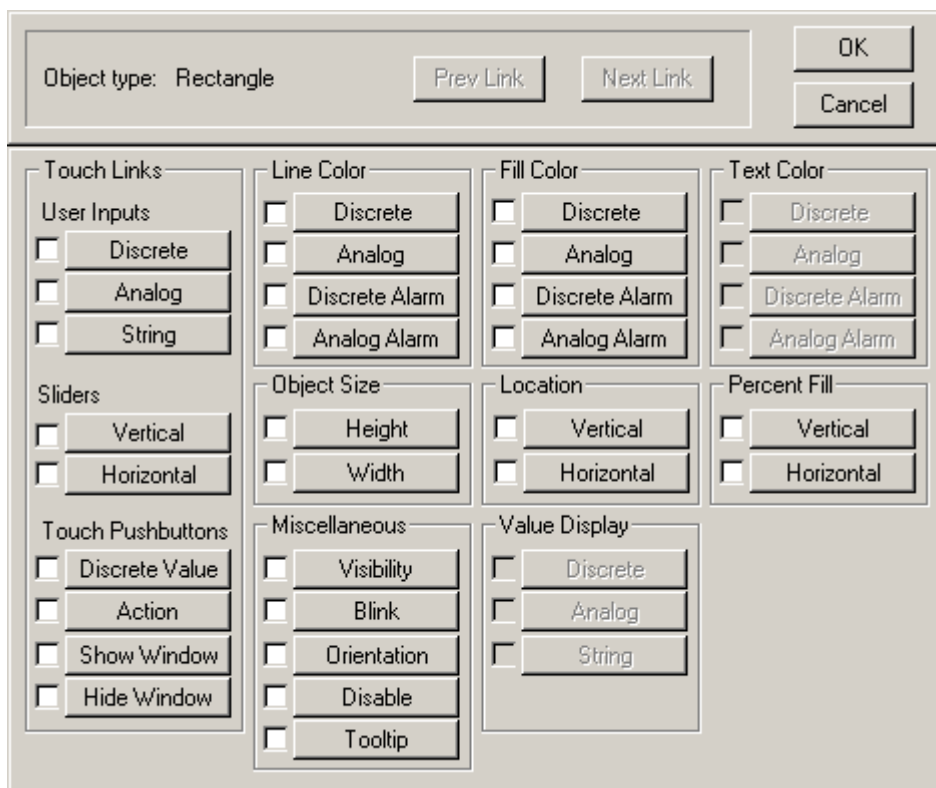 Object type: Rectangle
Prev Link
Next Link
OK
Cancel
Touch Links
User Inputs
Discrete
Analog
String
Sliders
Vertical
Horizontal
Touch Pushbuttons
Discrete Value
Action
Show Window
Hide Window
Line Color
Discrete
Analog
Discrete Alarm
Analog Alarm
Object Size
Height
Width
Miscellaneous
Visibility
Blink
Orientation
Disable
Tooltip
Fill Color
Discrete
Analog
Discrete Alarm
Analog Alarm
Location
Vertical
Horizontal
Value Display
Discrete
Analog
String
Text Color
Discrete
Analog
Discrete Alarm
Analog Alarm
Percent Fill
Vertical
Horizontal